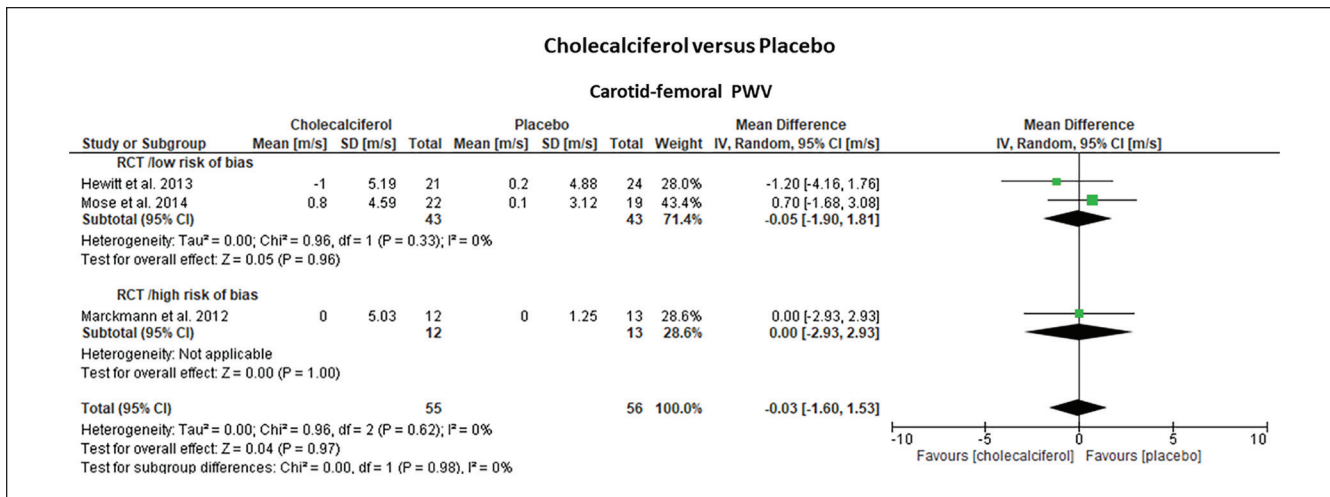 Cholecalciferol versus Placebo
Carotid-femoral PWV
Cholecalciferol Placebo Mean Difference Mean Difference
Study or Subgroup Mean [m/s] SD [m/s] Total Mean [m/s] SD [m/s] Total Weight IV, Random, 95% CI [m/s] IV, Random, 95% CI [m/s]
RCT /low risk of bias
Hewitt et al. 2013 -1 5.19 21 0.2 4.88 24 28.0% -1.20 [-4.16, 1.76]
Mose et al. 2014 0.8 4.59 22 0.1 3.12 19 43.4% 0.70 [-1.68, 3.08]
Subtotal (95% CI) 43 43 71.4% -0.05 [-1.90, 1.81]
Heterogeneity: Tau² = 0.00; Chi² = 0.96, df = 1 (P = 0.33); I² = 0%
Test for overall effect: Z = 0.05 (P = 0.96)
RCT /high risk of bias
Marckmann et al. 2012 0 5.03 12 0 1.25 13 28.6% 0.00 [-2.93, 2.93]
Subtotal (95% CI) 12 13 28.6% 0.00 [-2.93, 2.93]
Heterogeneity: Not applicable
Test for overall effect: Z = 0.00 (P = 1.00)
Total (95% CI) 55 56 100.0% -0.03 [-1.60, 1.53]
Heterogeneity: Tau² = 0.00; Chi² = 0.96, df = 2 (P = 0.62); I² = 0%
Test for overall effect: Z = 0.04 (P = 0.97)
Test for subgroup differences: Chi² = 0.00, df = 1 (P = 0.98), I² = 0%
-10 -5 0 5 10
Favours [cholecalciferol] Favours [placebo]